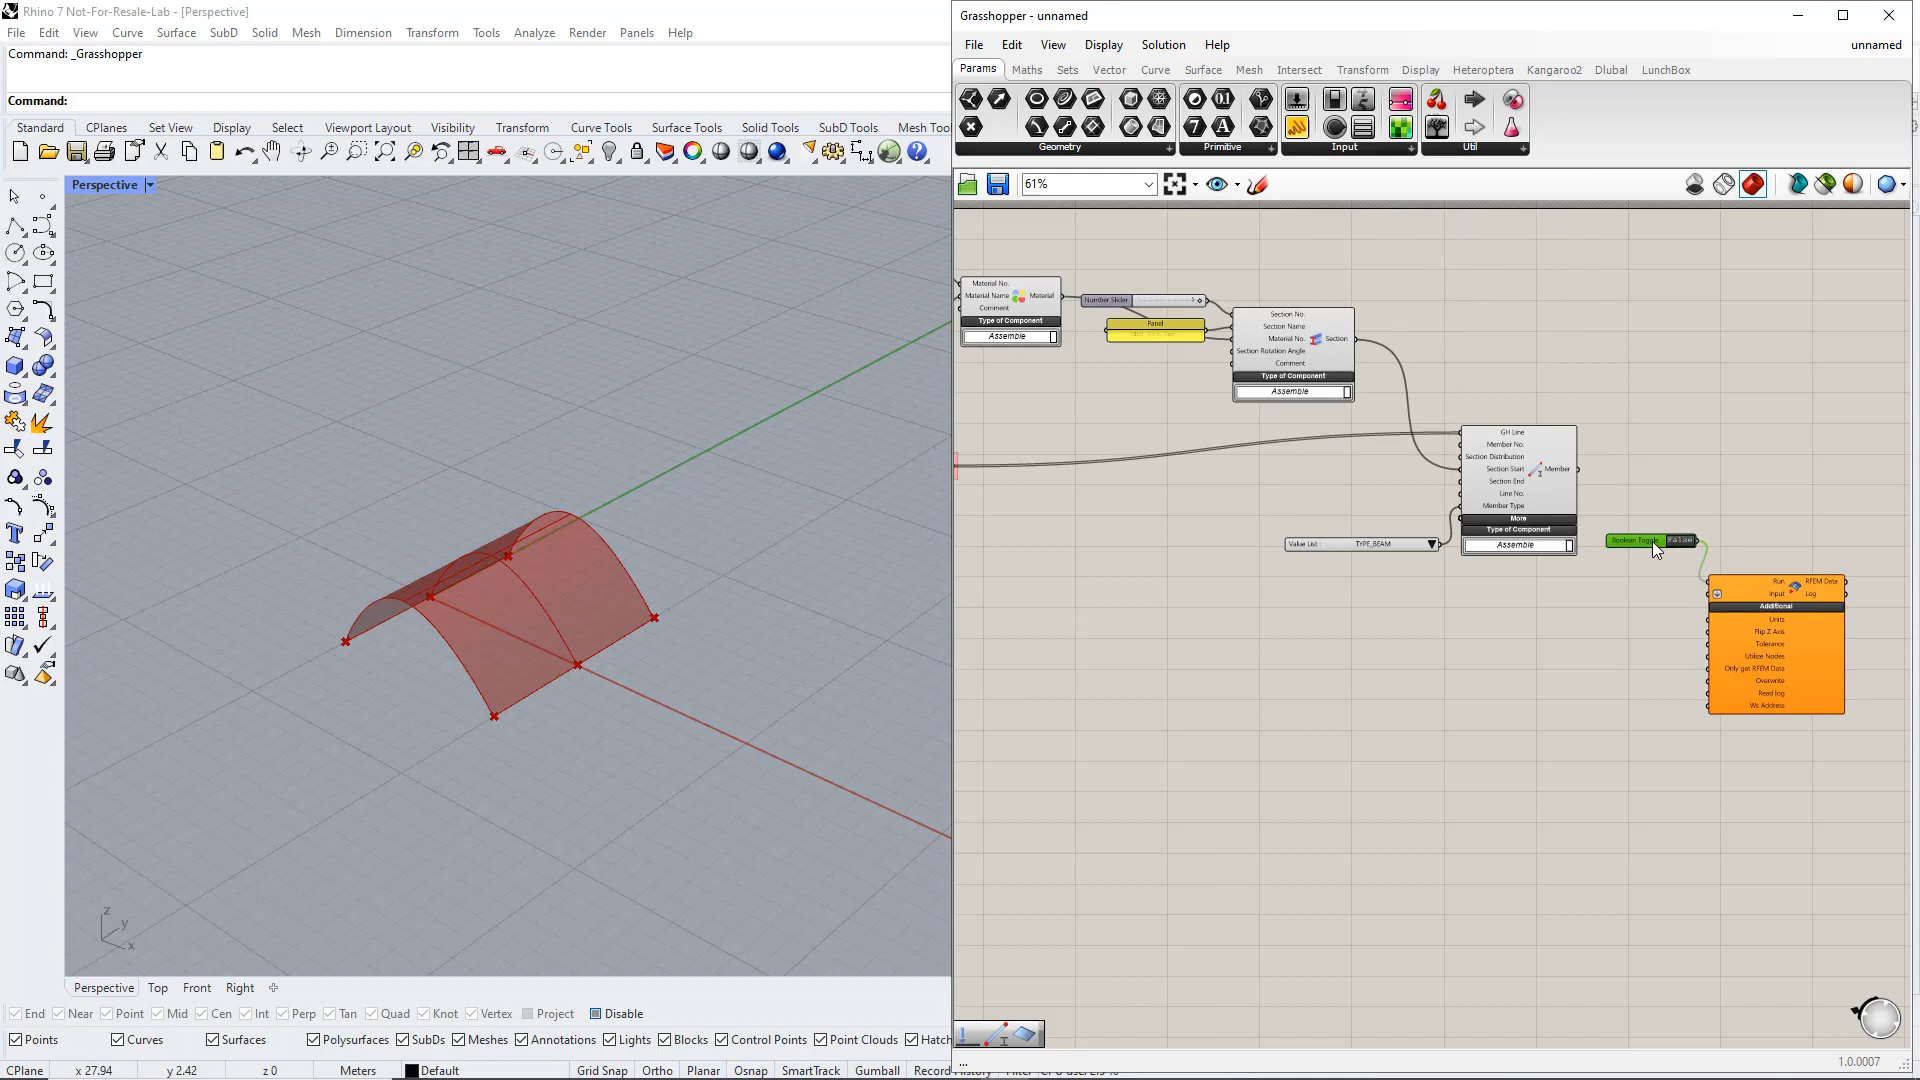 Rhino 7 Not-For-Resale-Lab - [Perspective]
File Edit View Curve Surface SubD Solid Mesh Dimension Transform Tools Analyze Render Panels Help
Command: _Grasshopper
Command:
Standard CPlanes Set View Display Select Viewport Layout Visibility Transform Curve Tools Surface Tools Solid Tools SubD Tools Mesh Too
Perspective
z
y
x
Perspective Top Front Right
End Near Point Mid Cen Int Perp Tan Quad Knot Vertex Project Disable
Points Curves Surfaces Polysurfaces SubDs Meshes Annotations Lights Blocks Control Points Point Clouds Hatch
CPlane x 27.94 y 2.42 z 0 Meters Default Grid Snap Ortho Planar Osnap SmartTrack Gumball Record History
Grasshopper - unnamed
File Edit View Display Solution Help unnamed
Params Maths Sets Vector Curve Surface Mesh Intersect Transform Display Heteroptera Kangaroo2 Dlubal LunchBox
Geometry Primitive Input Util
61%
Material No.
Material Name Material
Comment
Type of Component
Assemble
Number Slider
Panel
Section No.
Section Name
Material No. Section
Section Rotation Angle
Comment
Type of Component
Assemble
GH Line
Member No.
Section Distribution
Section Start Member
Section End
Line No.
Member Type
More
Type of Component
Assemble
Value List TYPE_BEAM
Boolean Toggle False
Run RFEM Data
Input Log
Additional
Units
Flip Z Axis
Tolerance
Utilize Nodes
Only get RFEM Data
Overwrite
Read log
Ws Address
...
1.0.0007